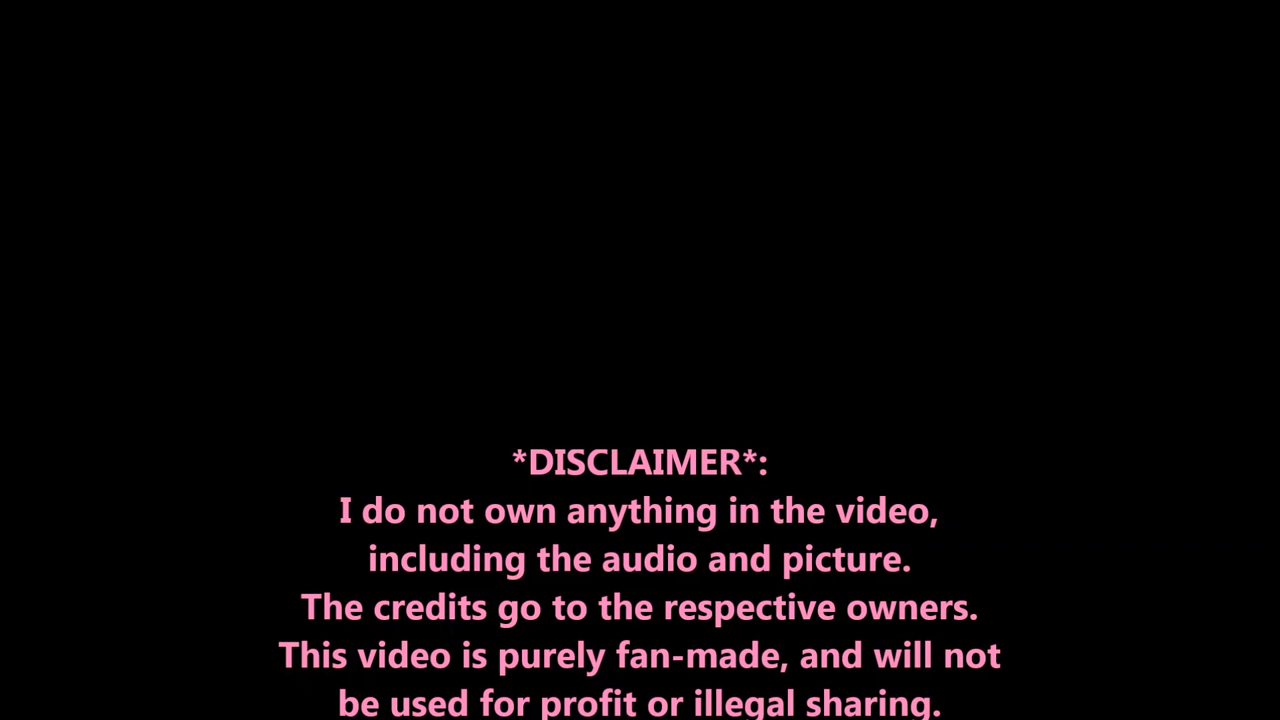 *DISCLAIMER*:
I do not own anything in the video,
including the audio and picture.
The credits go to the respective owners.
This video is purely fan-made, and will not
be used for profit or illegal sharing.